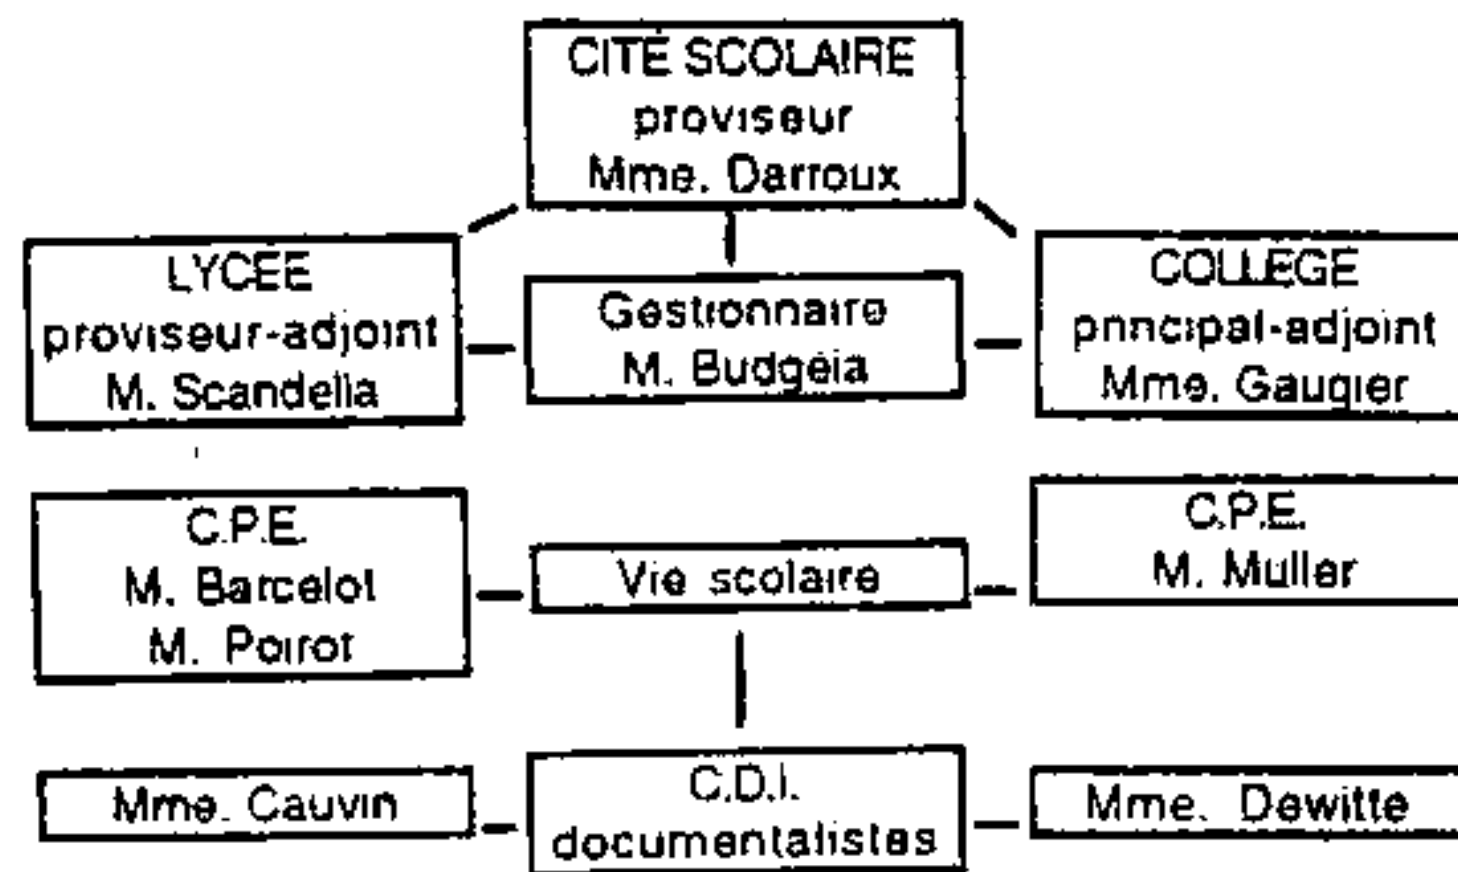 CITÉ SCOLAIRE
proviseur
Mme. Darroux
LYCEE
proviseur-adjoint
M. Scandella
Gestionnaire
M. Budgeia
COLLEGE
principal-adjoint
Mme. Gaugier
C.P.E.
M. Barcelot
M. Poirot
Vie scolaire
C.P.E.
M. Muller
Mme. Cauvin
C.D.I.
documentalistes
Mme. Dewitte